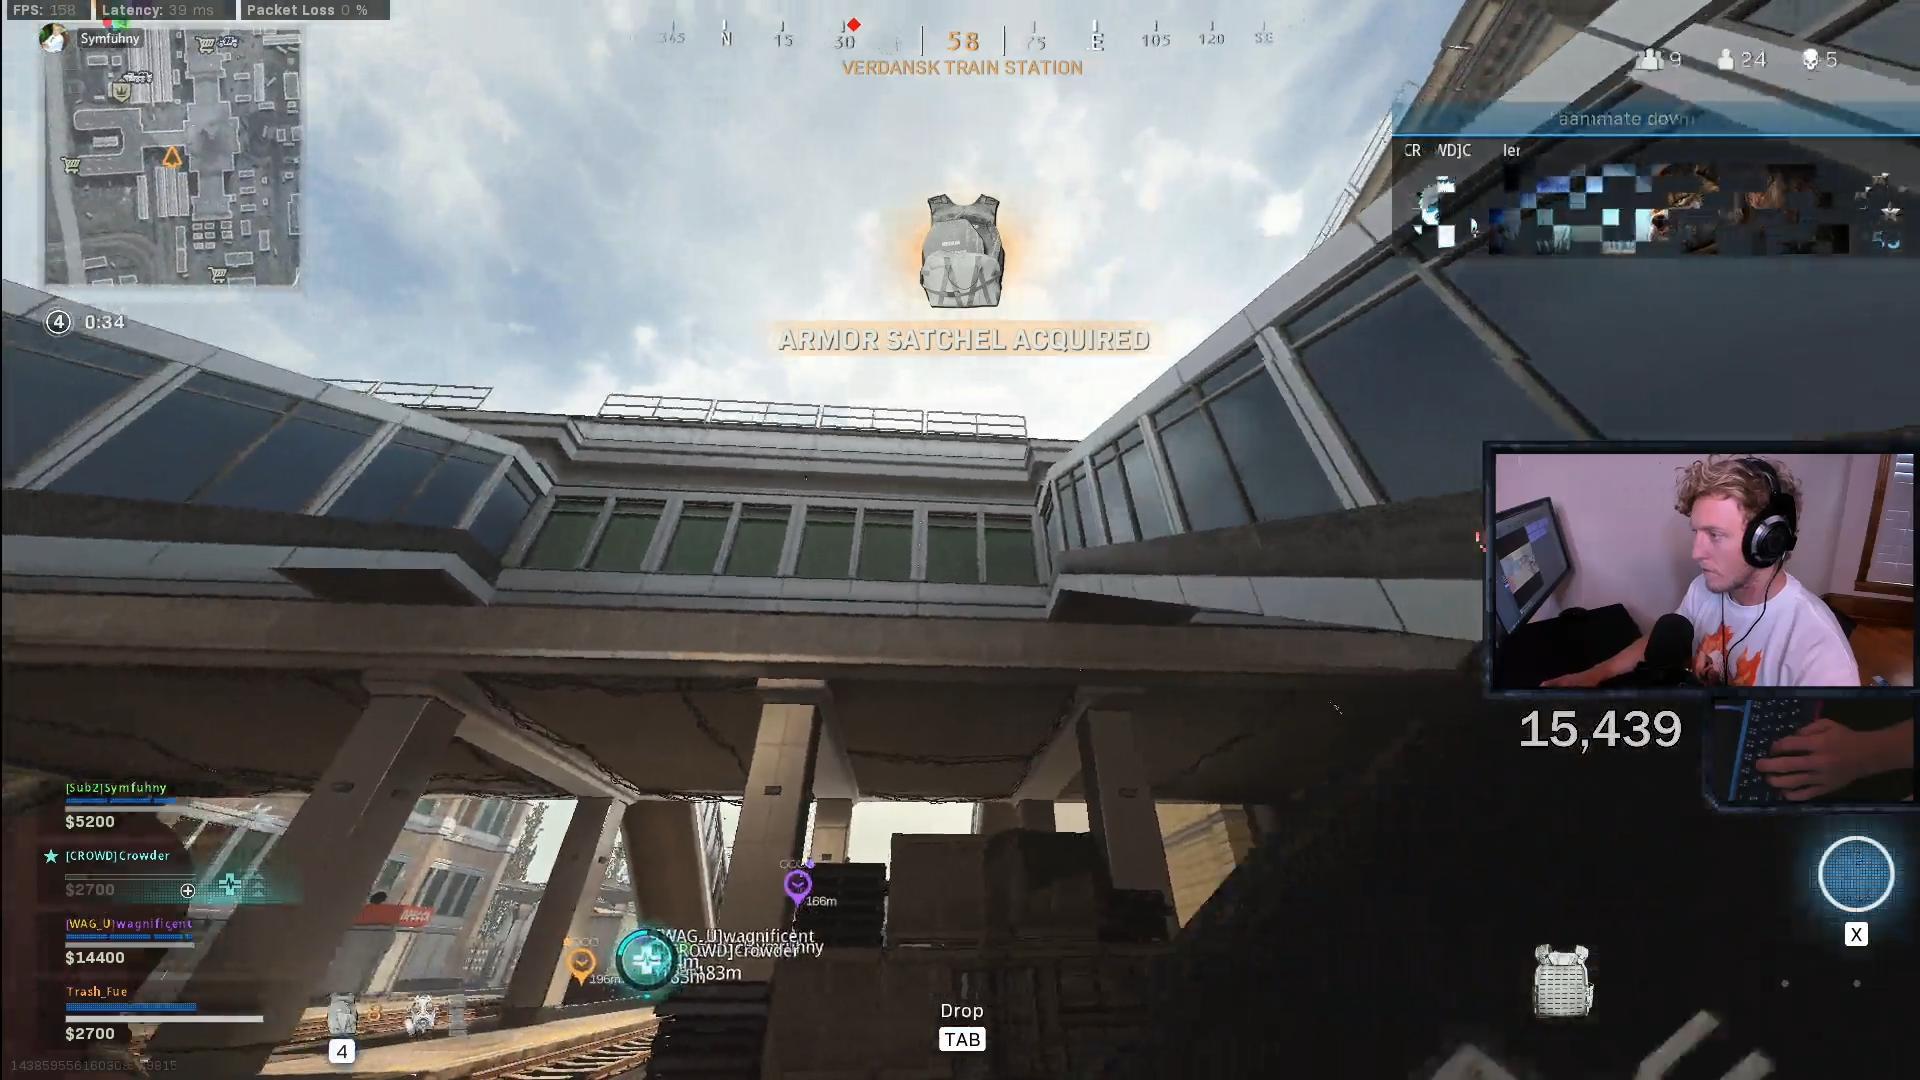 FPS: 158 Latency: 39 ms Packet Loss 0 %
Symfuhny
345 N 15 30 58 75 E 105 120 SE
VERDANSK TRAIN STATION
9 24 5
ARMOR SATCHEL ACQUIRED
4 0:34
15,439
[Sub2]Symfuhny
$5200
[CROWD]Crowder
$2700
[WAG_U]wagnificent
$14400
Trash_Fue
$2700
166m
[WAG_U]wagnificent
196m
183m
Drop
TAB
X
8
4